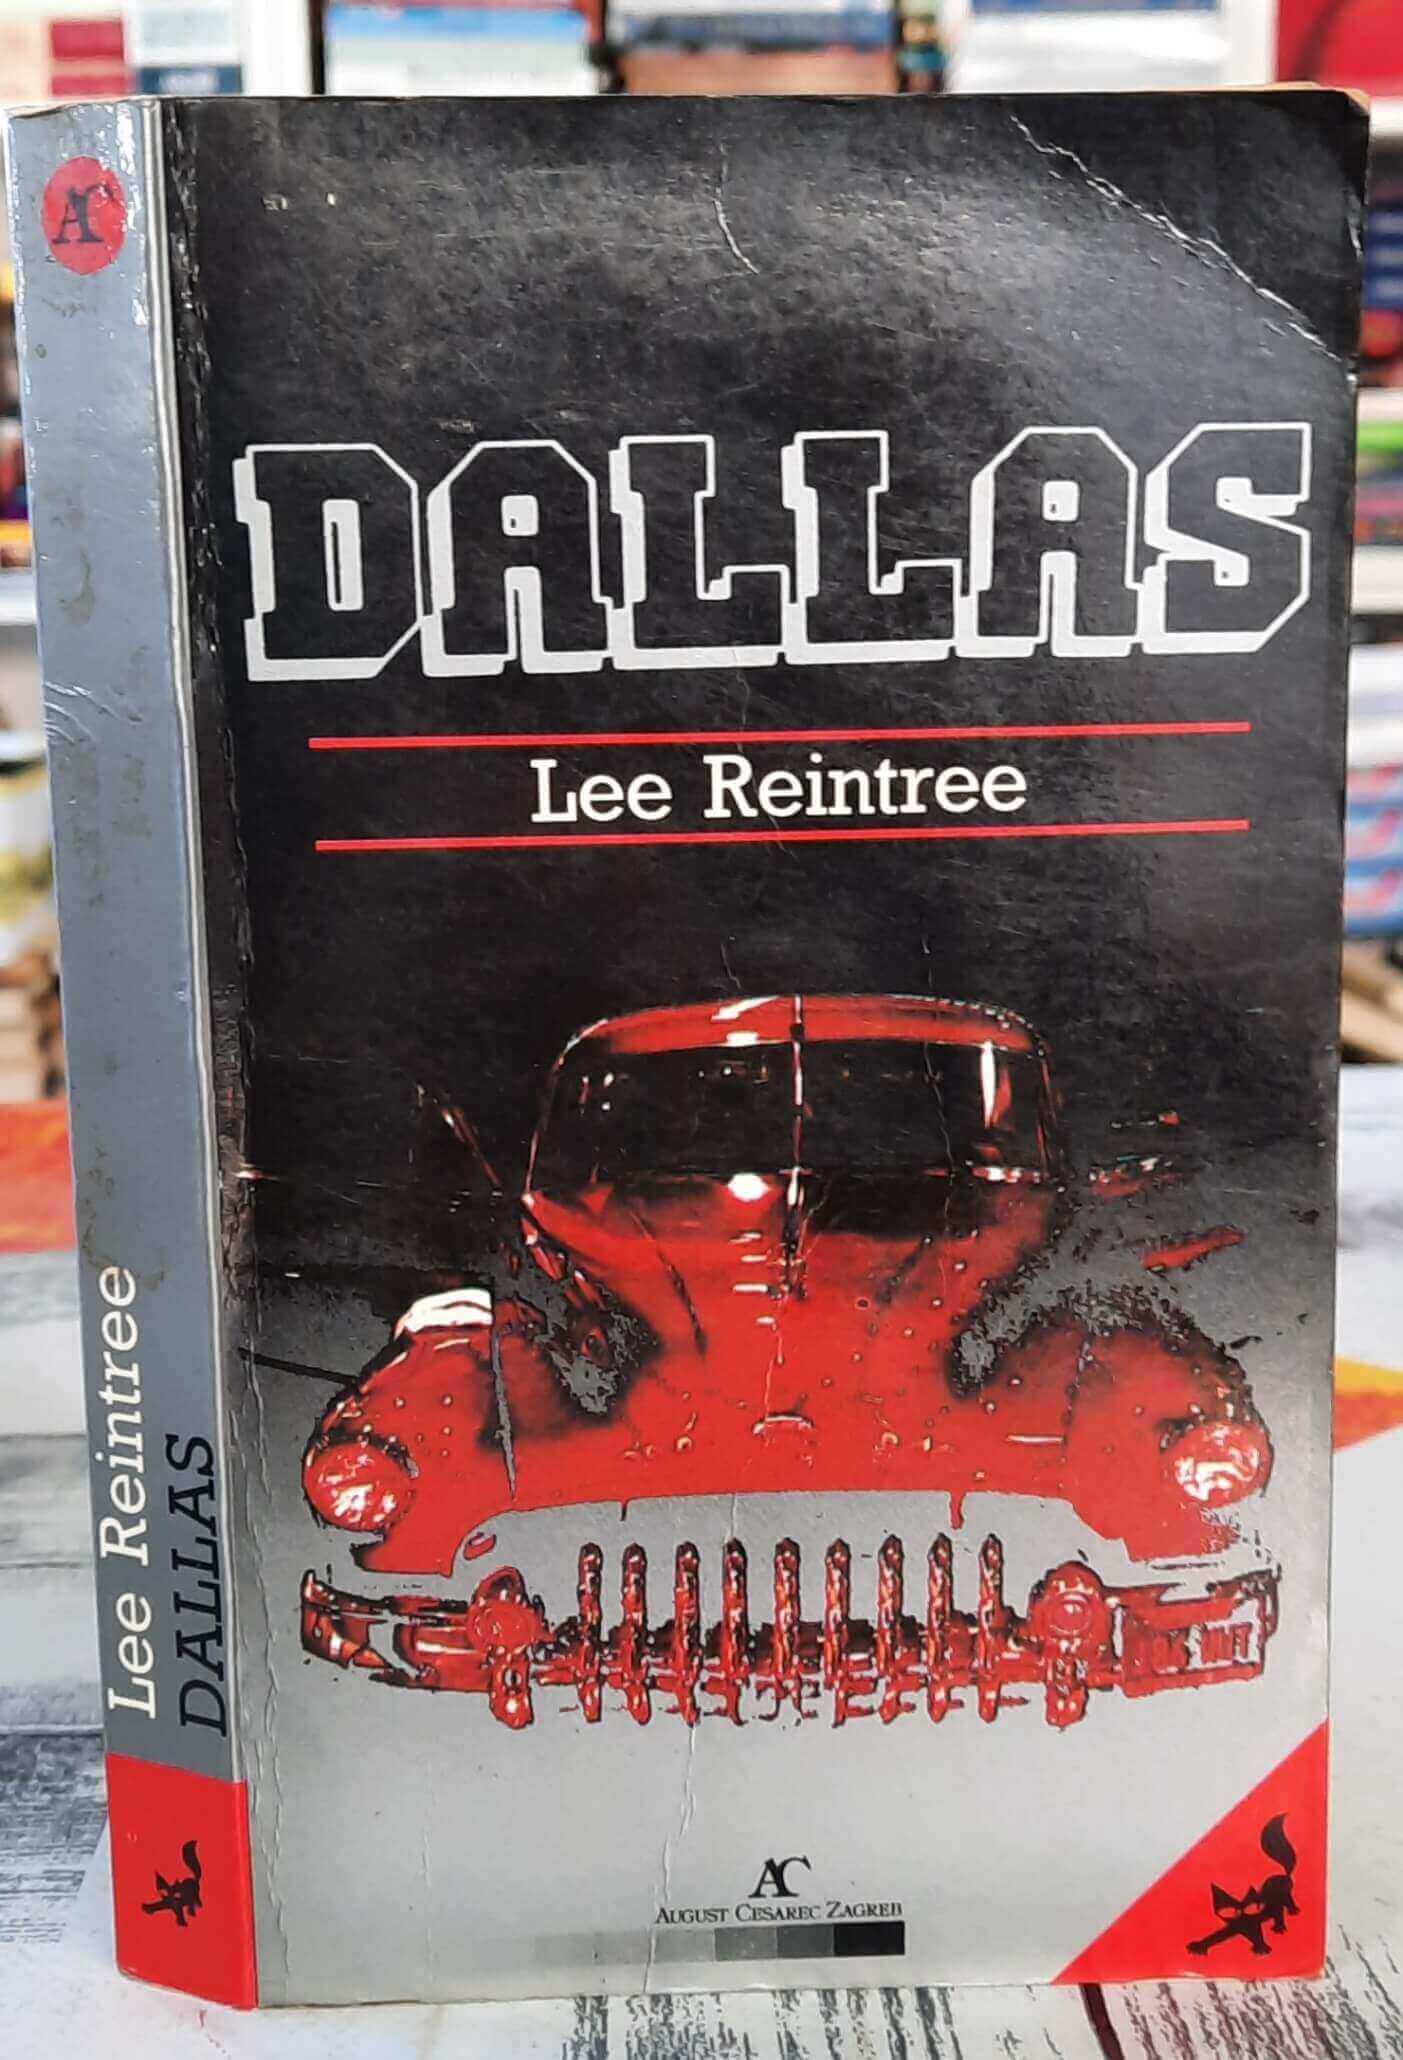 AC
Lee Reintree
DALLAS
DALLAS
Lee Reintree
AC
AUGUST CESAREC ZAGREB